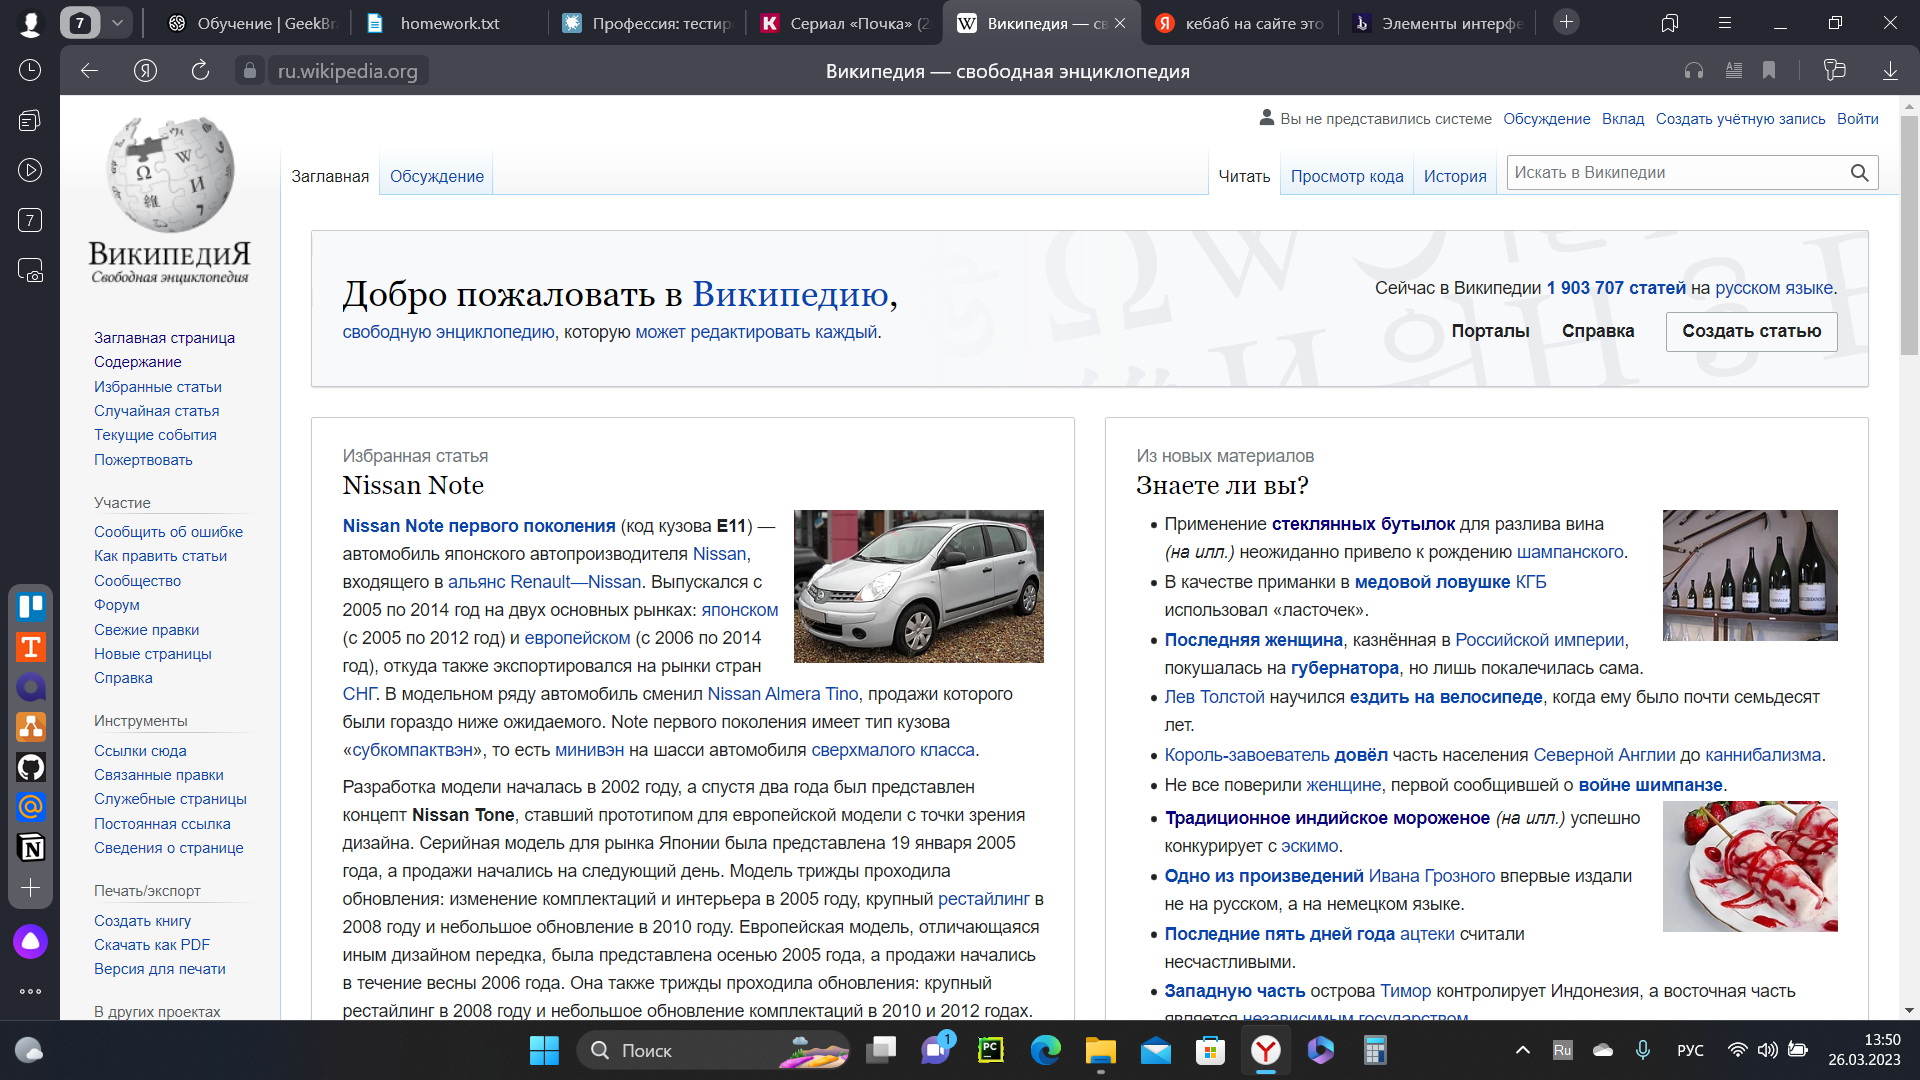 7
Обучение | GeekBr
homework.txt
Профессия: тестир
Сериал «Почка» (2
Википедия — св
кебаб на сайте это
Элементы интерфе
ru.wikipedia.org
Википедия — свободная энциклопедия
7
Вы не представились системе Обсуждение Вклад Создать учётную запись Войти
Заглавная Обсуждение
Читать Просмотр кода История
Искать в Википедии
ВикипедиЯ
Свободная энциклопедия
Заглавная страница
Содержание
Избранные статьи
Случайная статья
Текущие события
Пожертвовать
Участие
Сообщить об ошибке
Как править статьи
Сообщество
Форум
Свежие правки
Новые страницы
Справка
Инструменты
Ссылки сюда
Связанные правки
Служебные страницы
Постоянная ссылка
Сведения о странице
Печать/экспорт
Создать книгу
Скачать как PDF
Версия для печати
В других проектах
Добро пожаловать в Википедию,
свободную энциклопедию, которую может редактировать каждый.
Сейчас в Википедии 1 903 707 статей на русском языке.
Порталы Справка Создать статью
Избранная статья
Nissan Note
Nissan Note первого поколения (код кузова E11) —
автомобиль японского автопроизводителя Nissan,
входящего в альянс Renault—Nissan. Выпускался с
2005 по 2014 год на двух основных рынках: японском
(с 2005 по 2012 год) и европейском (с 2006 по 2014
год), откуда также экспортировался на рынки стран
СНГ. В модельном ряду автомобиль сменил Nissan Almera Tino, продажи которого
были гораздо ниже ожидаемого. Note первого поколения имеет тип кузова
«субкомпактвэн», то есть минивэн на шасси автомобиля сверхмалого класса.
Разработка модели началась в 2002 году, а спустя два года был представлен
концепт Nissan Tone, ставший прототипом для европейской модели с точки зрения
дизайна. Серийная модель для рынка Японии была представлена 19 января 2005
года, а продажи начались на следующий день. Модель трижды проходила
обновления: изменение комплектаций и интерьера в 2005 году, крупный рестайлинг в
2008 году и небольшое обновление в 2010 году. Европейская модель, отличающаяся
иным дизайном передка, была представлена осенью 2005 года, а продажи начались
в течение весны 2006 года. Она также трижды проходила обновления: крупный
рестайлинг в 2008 году и небольшое обновление комплектаций в 2010 и 2012 годах.
Из новых материалов
Знаете ли вы?
Применение стеклянных бутылок для разлива вина
(на илл.) неожиданно привело к рождению шампанского.
В качестве приманки в медовой ловушке КГБ
использовал «ласточек».
Последняя женщина, казнённая в Российской империи,
покушалась на губернатора, но лишь покалечилась сама.
Лев Толстой научился ездить на велосипеде, когда ему было почти семьдесят
лет.
Король-завоеватель довёл часть населения Северной Англии до каннибализма.
Не все поверили женщине, первой сообщившей о войне шимпанзе.
Традиционное индийское мороженое (на илл.) успешно
конкурирует с эскимо.
Одно из произведений Ивана Грозного впервые издали
не на русском, а на немецком языке.
Последние пять дней года ацтеки считали
несчастливыми.
Западную часть острова Тимор контролирует Индонезия, а восточная часть
является независимым государством
Поиск
1
Ru
РУС
13:50
26.03.2023